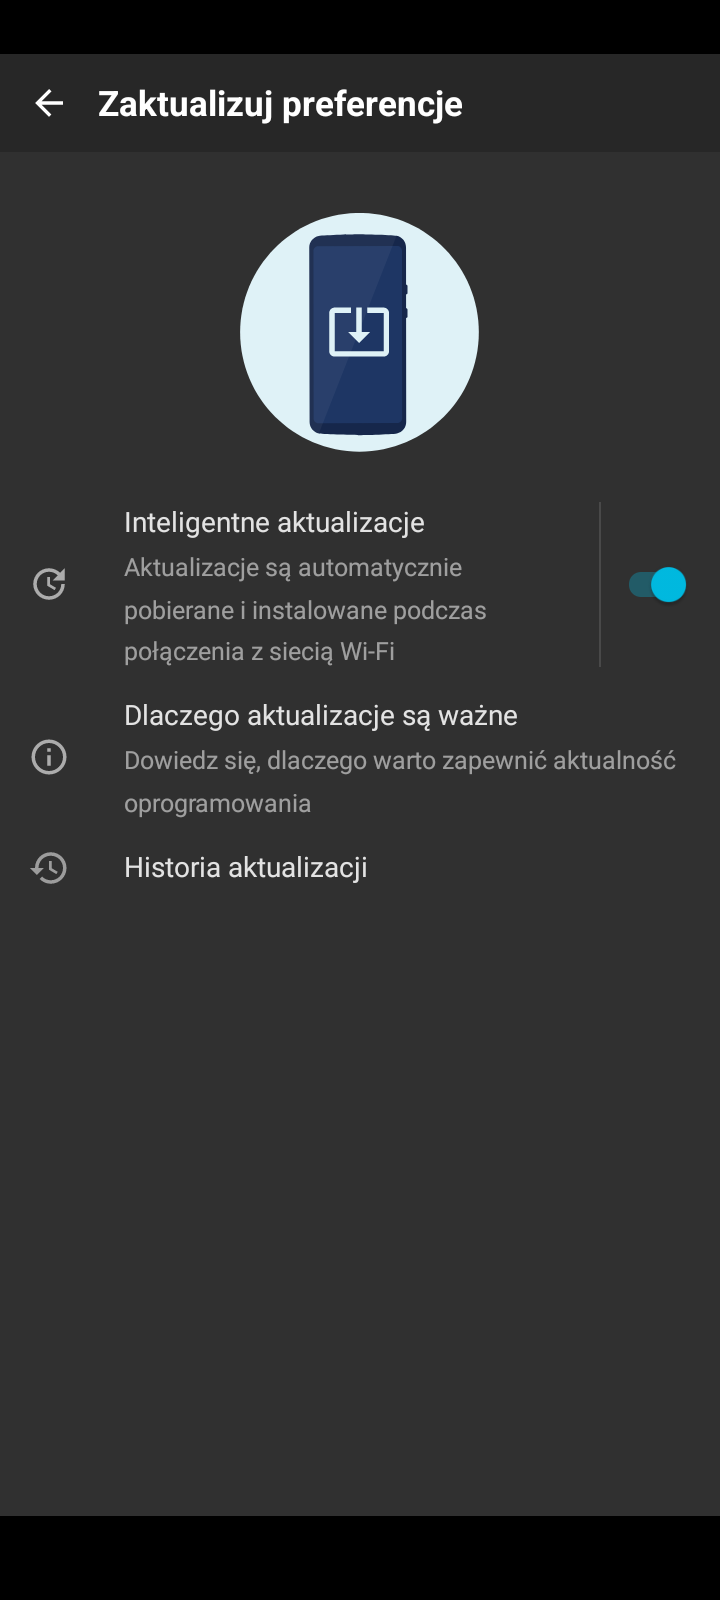 Zaktualizuj preferencje
Inteligentne aktualizacje
Aktualizacje są automatycznie
pobierane i instalowane podczas
połączenia z siecią Wi-Fi
Dlaczego aktualizacje są ważne
Dowiedz się, dlaczego warto zapewnić aktualność
oprogramowania
Historia aktualizacji